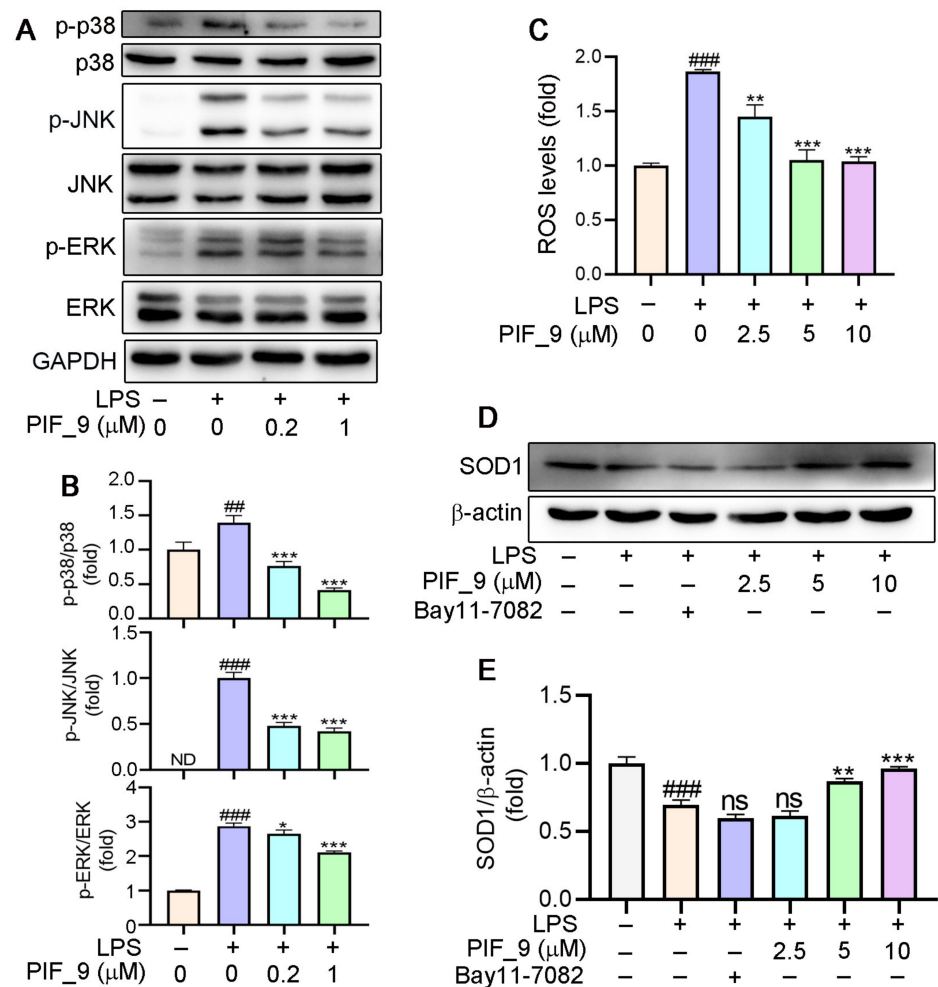 A
p-p38
p38
p-JNK
JNK
p-ERK
ERK
GAPDH
LPS – + + +
PIF_9 (μM) 0 0 0.2 1
B
2.0
1.5
1.0
0.5
0.0
p-p38/p38
(fold)
##
***
***
1.5
1.0
0.5
0.0
p-JNK/JNK
(fold)
ND
###
***
***
4
3
2
1
0
p-ERK/ERK
(fold)
###
*
***
LPS – + + +
PIF_9 (μM) 0 0 0.2 1
C
2.0
1.5
1.0
0.5
0.0
ROS levels (fold)
###
**
***
***
LPS – + + + +
PIF_9 (μM) 0 0 2.5 5 10
D
SOD1
β-actin
LPS – + + + + +
PIF_9 (μM) – – – 2.5 5 10
Bay11-7082 – – + – – –
E
1.5
1.0
0.5
0.0
SOD1/β-actin
(fold)
###
ns
ns
**
***
LPS – + + + + +
PIF_9 (μM) – – – 2.5 5 10
Bay11-7082 – – + – – –